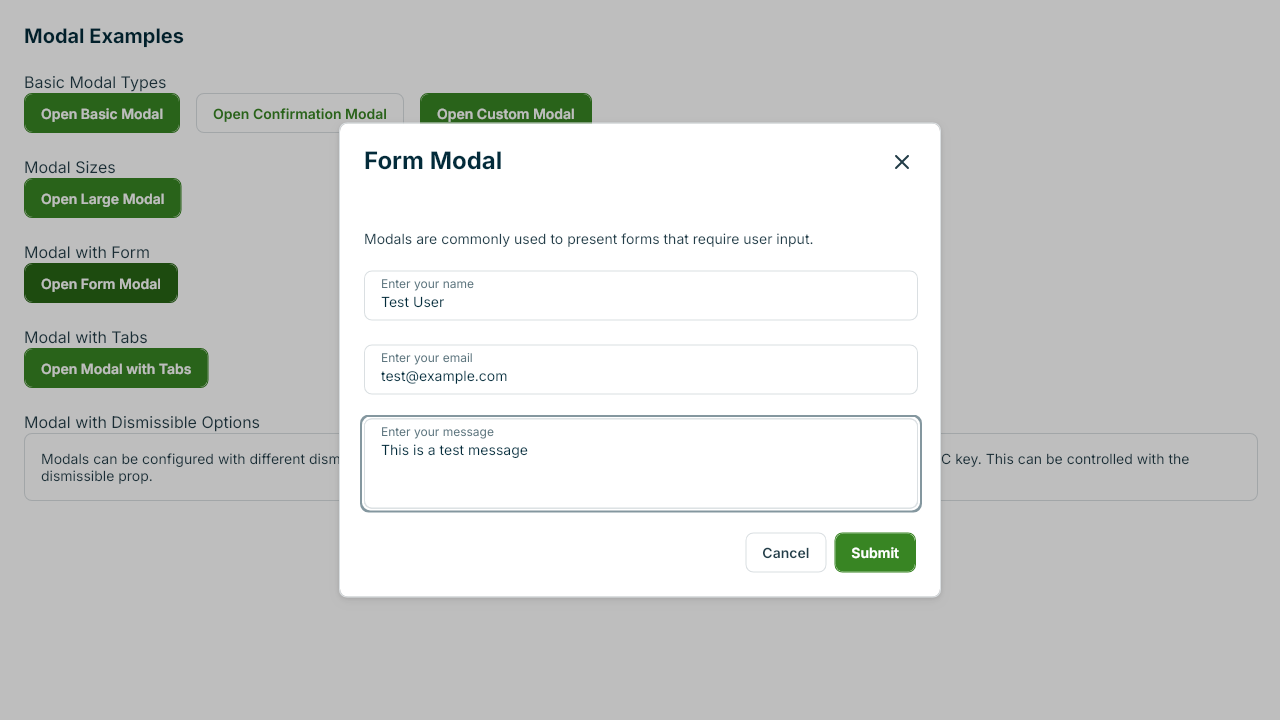 Modal Examples
Basic Modal Types
Open Basic Modal
Open Confirmation Modal
Open Custom Modal
Modal Sizes
Open Large Modal
Modal with Form
Open Form Modal
Modal with Tabs
Open Modal with Tabs
Modal with Dismissible Options
Modals can be configured with different
C key. This can be controlled with the
dismissible prop.
Form Modal
Modals are commonly used to present forms that require user input.
Enter your name
Test User
Enter your email
test@example.com
Enter your message
This is a test message
Cancel
Submit